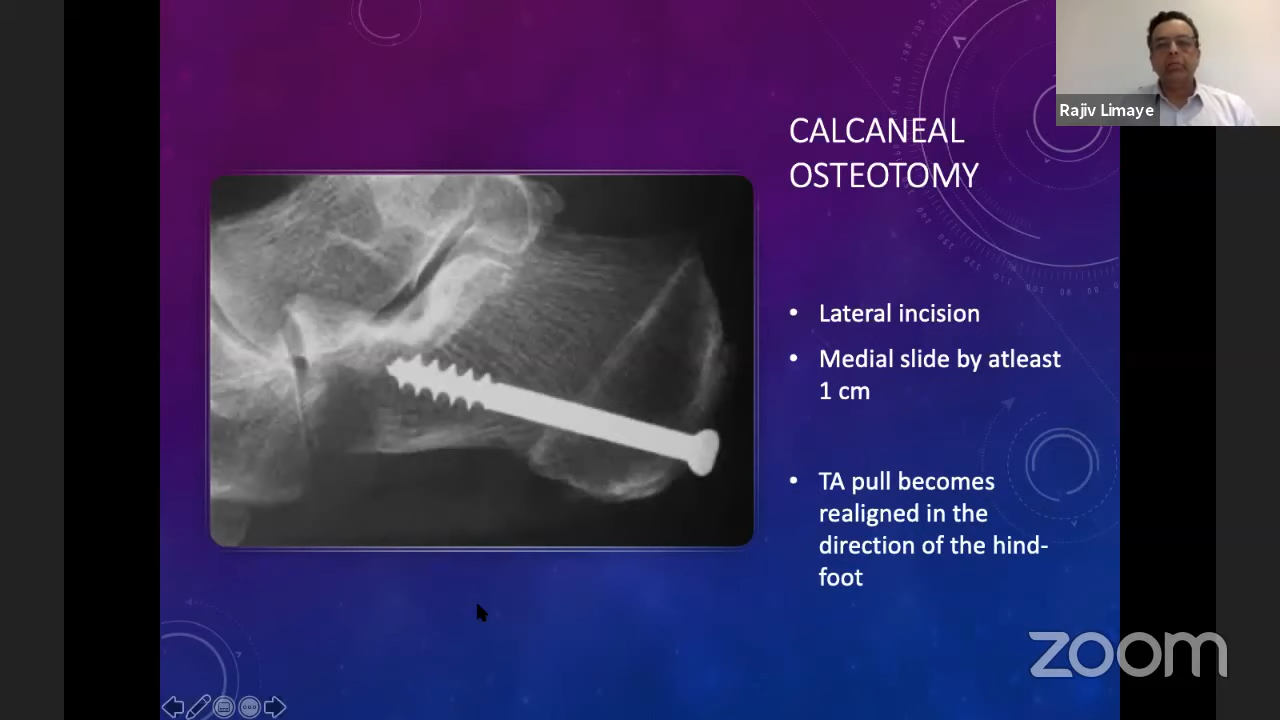 Rajiv Limaye
CALCANEAL
OSTEOTOMY
• Lateral incision
• Medial slide by atleast
1 cm
• TA pull becomes
realigned in the
direction of the hind-
foot
zoom